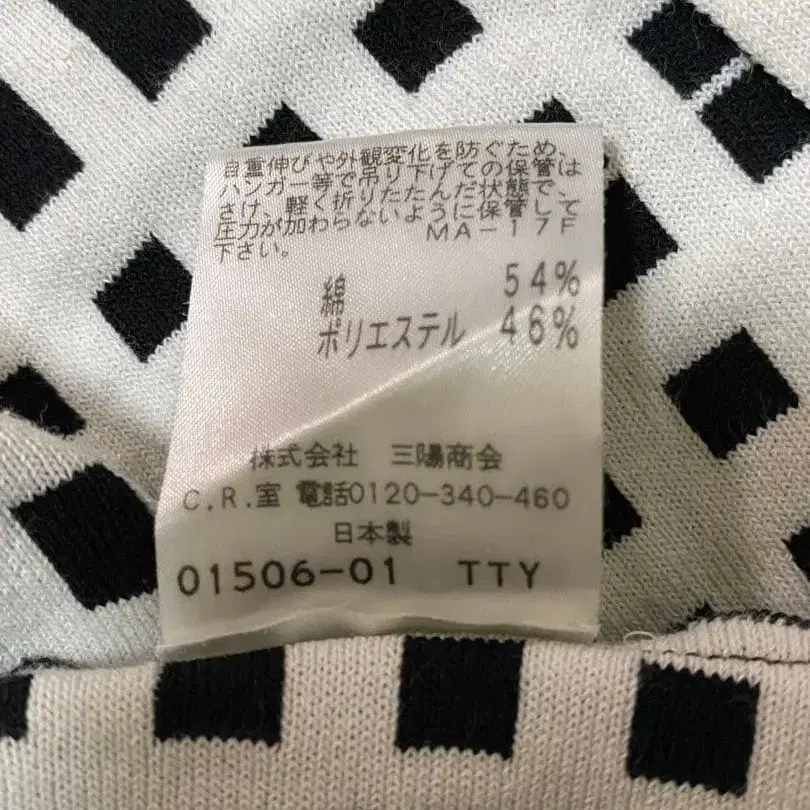 自重伸びや外観変化を防ぐため、
ハンガー等で吊り下げての保管は
さけ、軽く折りたたんだ状態で、
圧力が加わらないように保管して
下さい。 MA-17F
綿 54%
ポリエステル 46%
株式会社 三陽商会
C.R.室 電話0120-340-460
日本製
01506-01 TTY